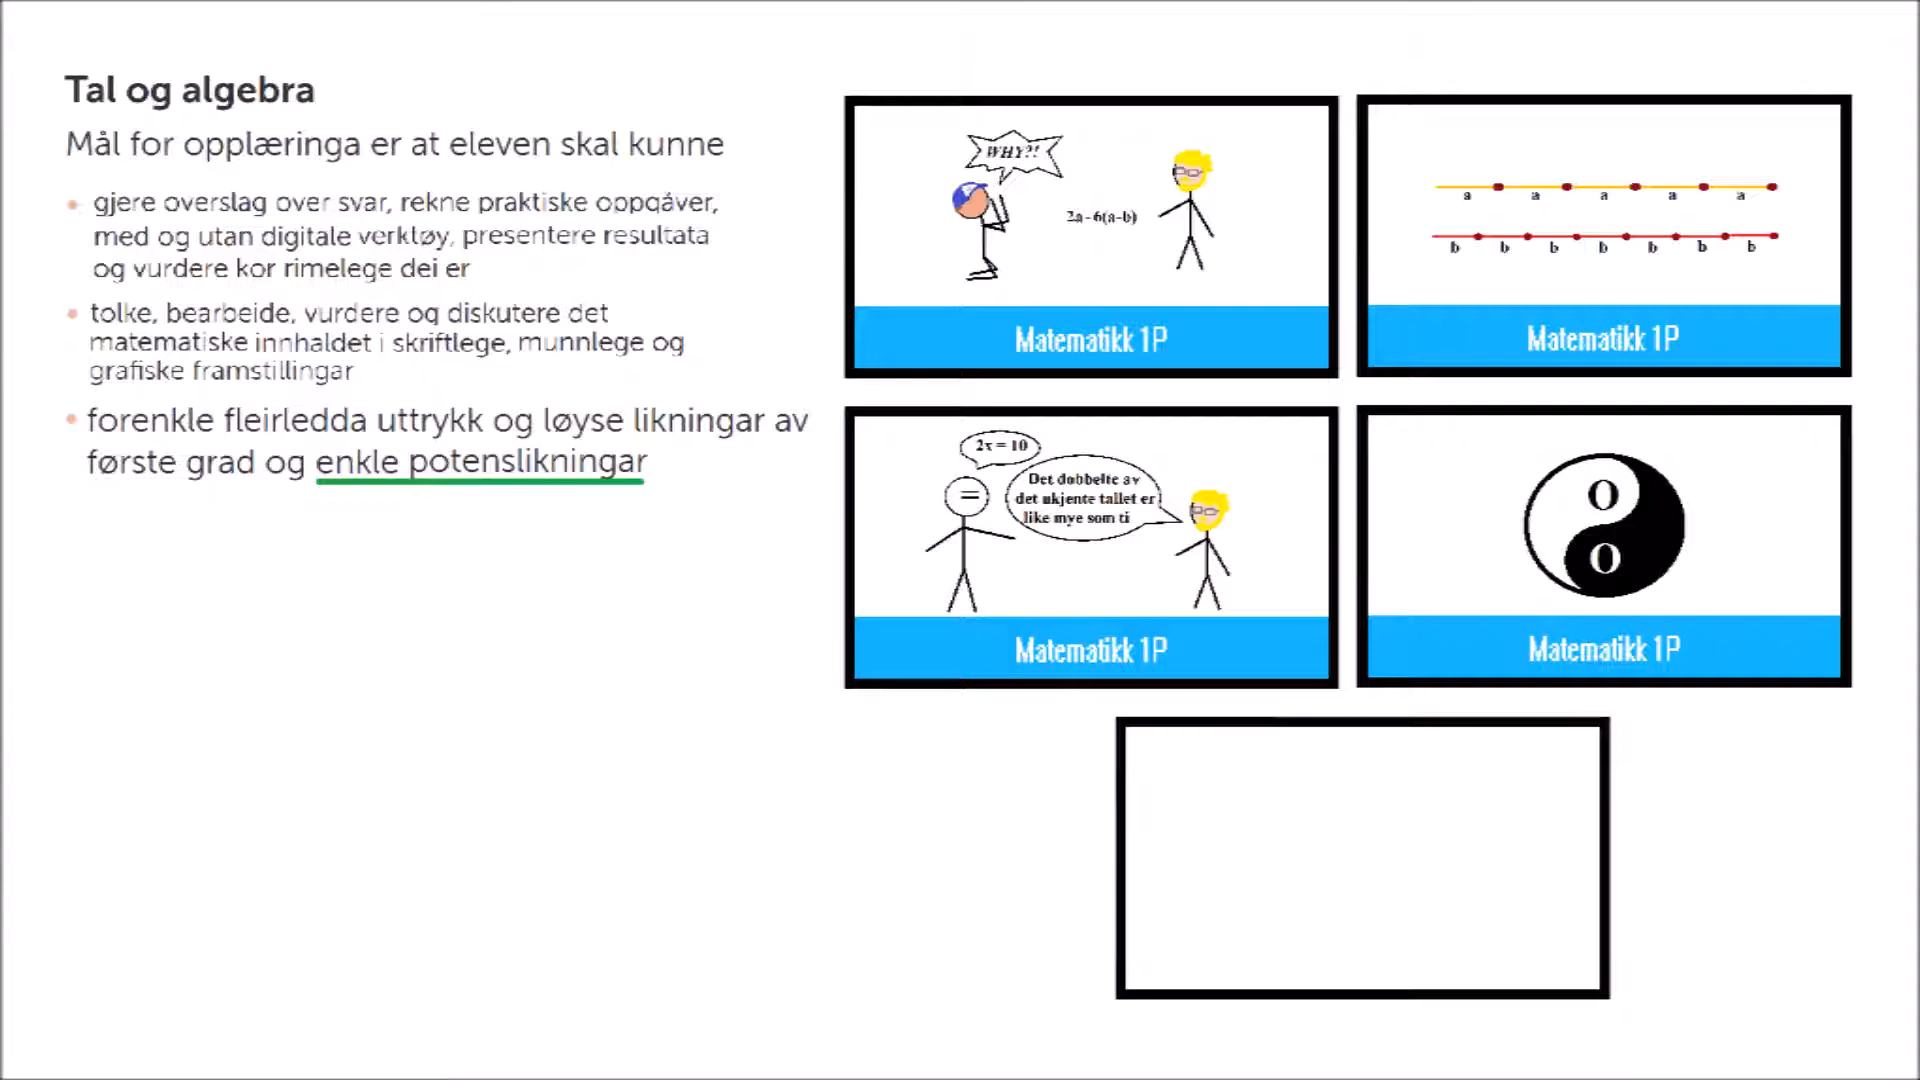 Tal og algebra
Mål for opplæringa er at eleven skal kunne
• gjere overslag over svar, rekne praktiske oppgåver,
med og utan digitale verktøy, presentere resultata
og vurdere kor rimelege dei er
• tolke, bearbeide, vurdere og diskutere det
matematiske innhaldet i skriftlege, munnlege og
grafiske framstillingar
• forenkle fleirledda uttrykk og løyse likningar av
første grad og enkle potenslikningar
WHY?!
2a-6(a-b)
Matematikk 1P
a a a a a
b b b b b b b
Matematikk 1P
2x = 10
=
Det dobbelte av
det ukjente tallet er
like mye som ti
Matematikk 1P
O
O
Matematikk 1P